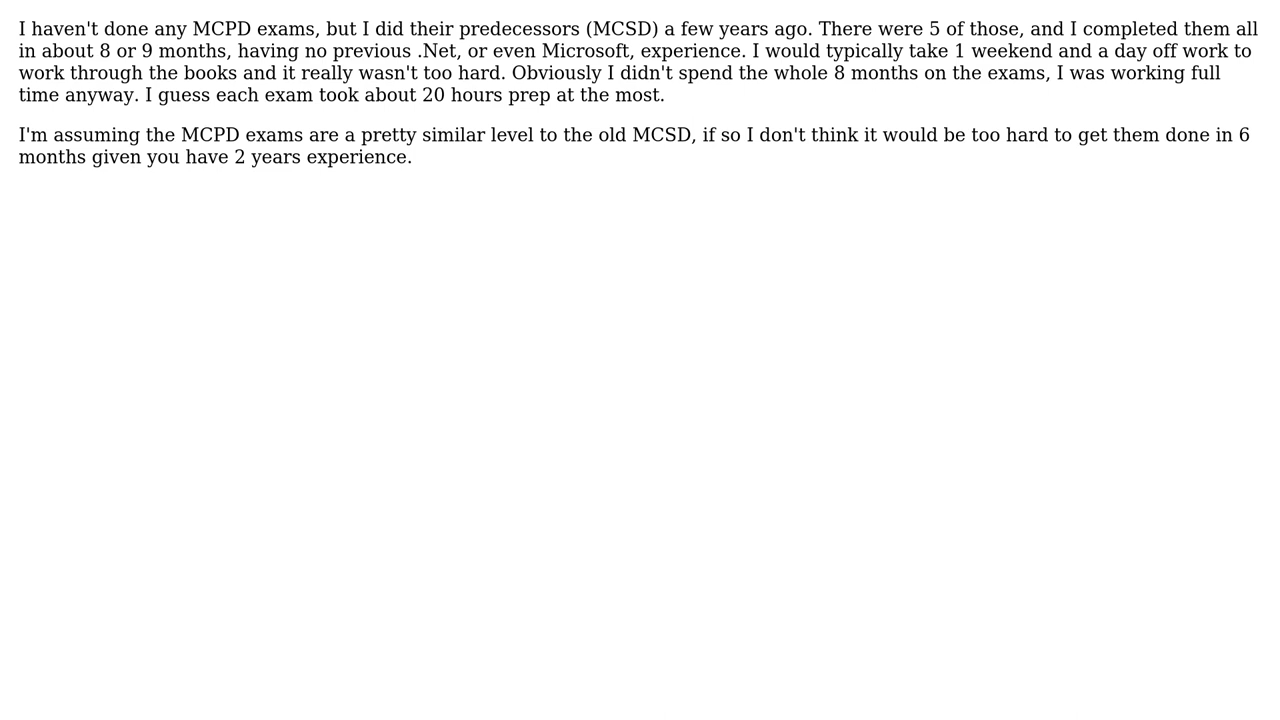 I haven't done any MCPD exams, but I did their predecessors (MCSD) a few years ago. There were 5 of those, and I completed them all
in about 8 or 9 months, having no previous .Net, or even Microsoft, experience. I would typically take 1 weekend and a day off work to
work through the books and it really wasn't too hard. Obviously I didn't spend the whole 8 months on the exams, I was working full
time anyway. I guess each exam took about 20 hours prep at the most.
I'm assuming the MCPD exams are a pretty similar level to the old MCSD, if so I don't think it would be too hard to get them done in 6
months given you have 2 years experience.